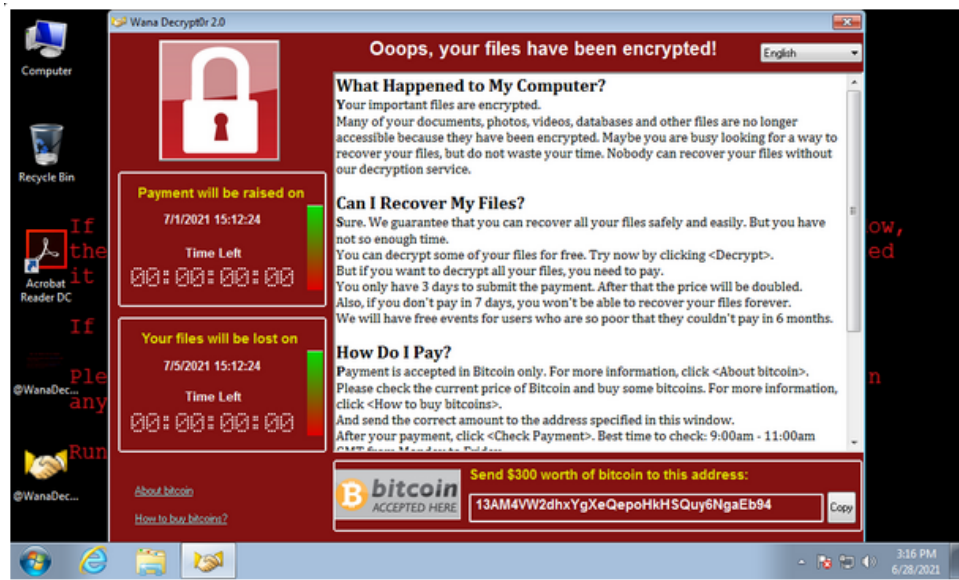 Wana Decrypt0r 2.0
Computer
Recycle Bin
Acrobat
Reader DC
@WanaDec...
@WanaDec...
If
the
it
If
Ple
any
Run
ow,
ed
n
Ooops, your files have been encrypted!
English
Payment will be raised on
7/1/2021 15:12:24
Time Left
00:00:00:00
Your files will be lost on
7/5/2021 15:12:24
Time Left
00:00:00:00
About bitcoin
How to buy bitcoins?
What Happened to My Computer?
Your important files are encrypted.
Many of your documents, photos, videos, databases and other files are no longer
accessible because they have been encrypted. Maybe you are busy looking for a way to
recover your files, but do not waste your time. Nobody can recover your files without
our decryption service.
Can I Recover My Files?
Sure. We guarantee that you can recover all your files safely and easily. But you have
not so enough time.
You can decrypt some of your files for free. Try now by clicking <Decrypt>.
But if you want to decrypt all your files, you need to pay.
You only have 3 days to submit the payment. After that the price will be doubled.
Also, if you don't pay in 7 days, you won't be able to recover your files forever.
We will have free events for users who are so poor that they couldn't pay in 6 months.
How Do I Pay?
Payment is accepted in Bitcoin only. For more information, click <About bitcoin>.
Please check the current price of Bitcoin and buy some bitcoins. For more information,
click <How to buy bitcoins>.
And send the correct amount to the address specified in this window.
After your payment, click <Check Payment>. Best time to check: 9:00am - 11:00am
GMT from Monday to Friday
bitcoin
ACCEPTED HERE
Send $300 worth of bitcoin to this address:
13AM4VW2dhxYgXeQepoHkHSQuy6NgaEb94
Copy
3:16 PM
6/28/2021